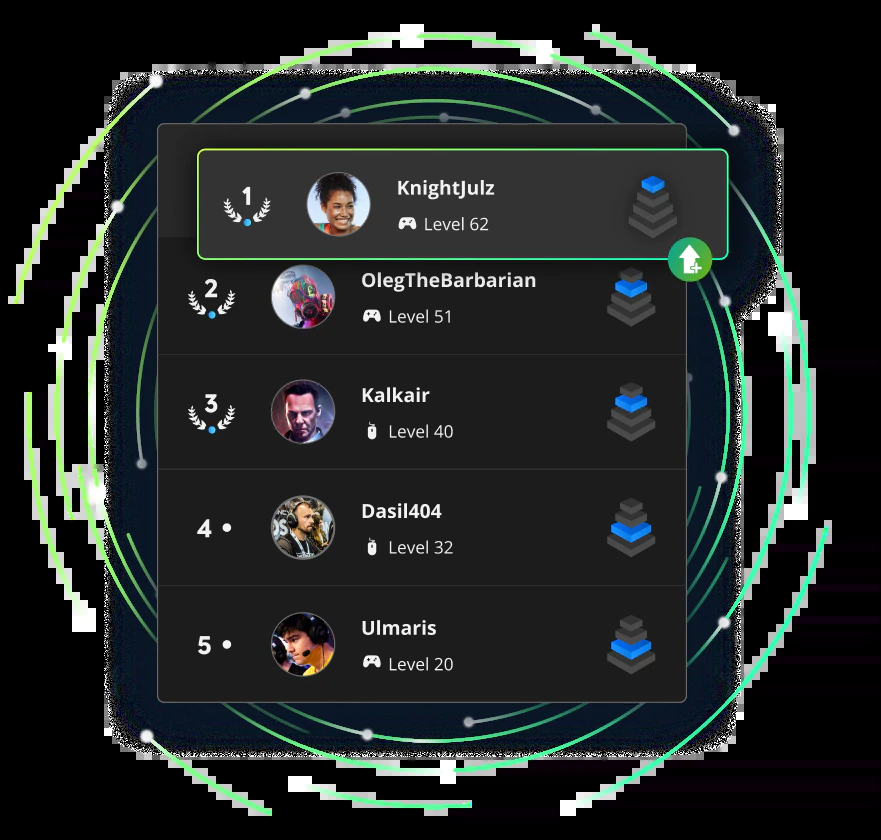 1
KnightJulz
Level 62
2
OlegTheBarbarian
Level 51
3
Kalkair
Level 40
4
Dasil404
Level 32
5
Ulmaris
Level 20